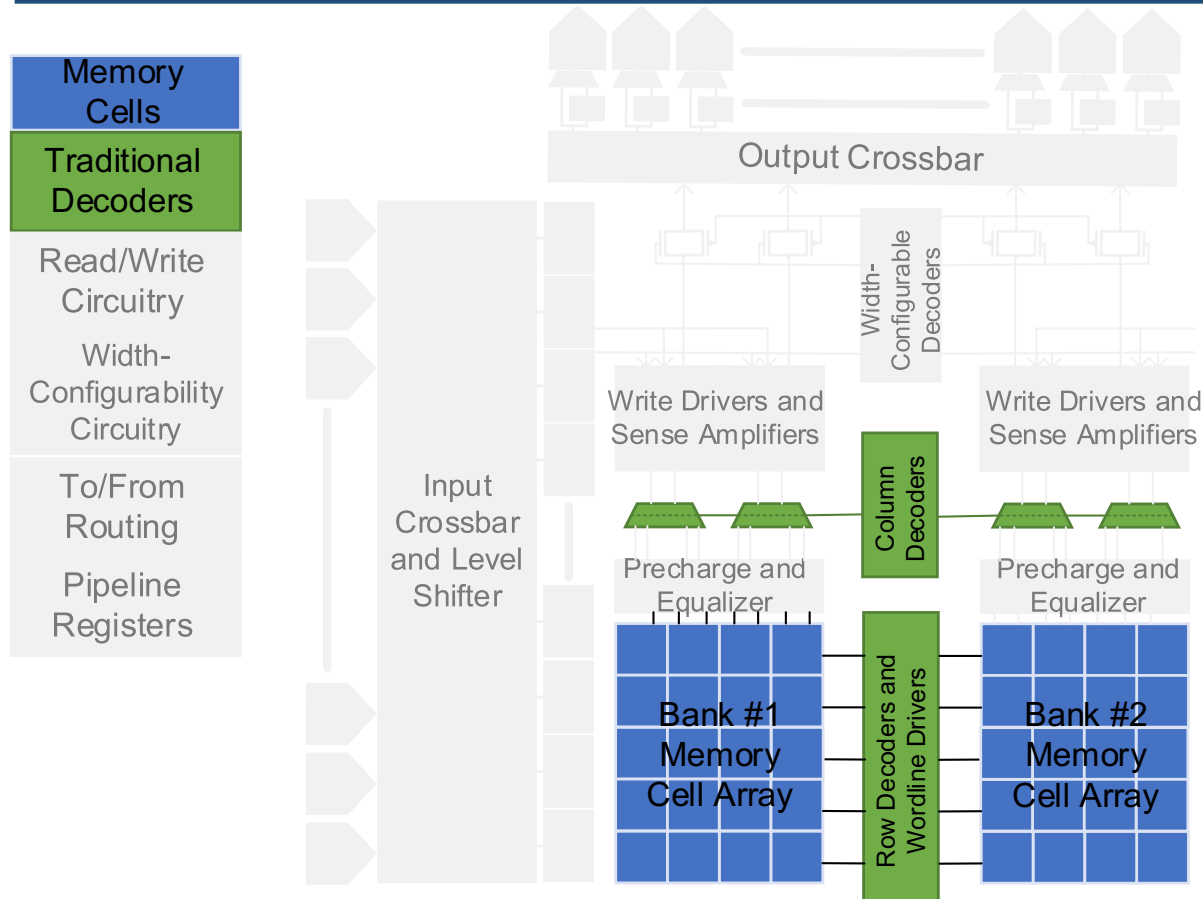 Memory
Cells
Traditional
Decoders
Read/Write
Circuitry
Width-
Configurability
Circuitry
To/From
Routing
Pipeline
Registers
Input
Crossbar
and Level
Shifter
Output Crossbar
Width-
Configurable
Decoders
Write Drivers and
Sense Amplifiers
Write Drivers and
Sense Amplifiers
Column
Decoders
Precharge and
Equalizer
Precharge and
Equalizer
Bank #1
Memory
Cell Array
Row Decoders and
Wordline Drivers
Bank #2
Memory
Cell Array